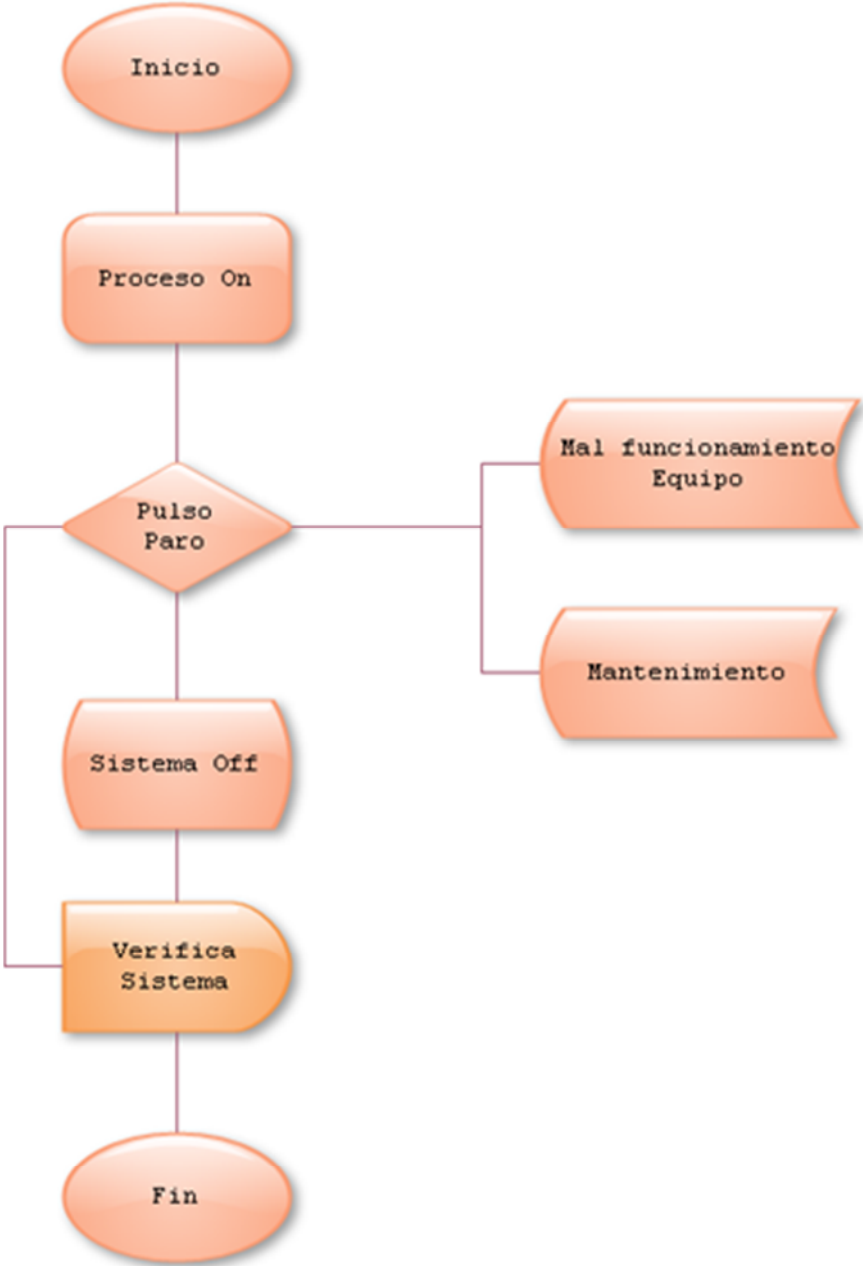 Inicio
Proceso On
Pulso
Paro
Mal funcionamiento
Equipo
Mantenimiento
Sistema Off
Verifica
Sistema
Fin